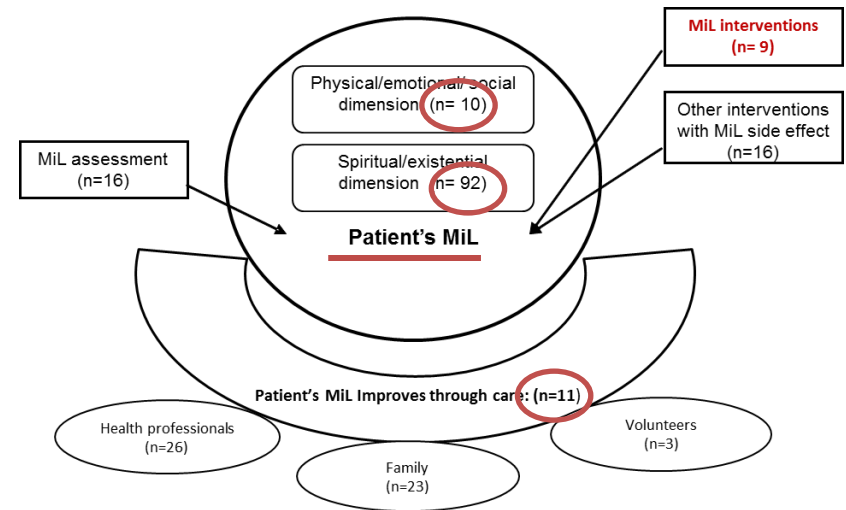 MiL interventions
(n= 9)
Physical/emotional/social
dimension (n= 10)
Other interventions
with MiL side effect
(n=16)
MiL assessment
(n=16)
Spiritual/existential
dimension (n= 92)
Patient's MiL
Patient's MiL Improves through care: (n=11)
Health professionals
(n=26)
Volunteers
(n=3)
Family
(n=23)